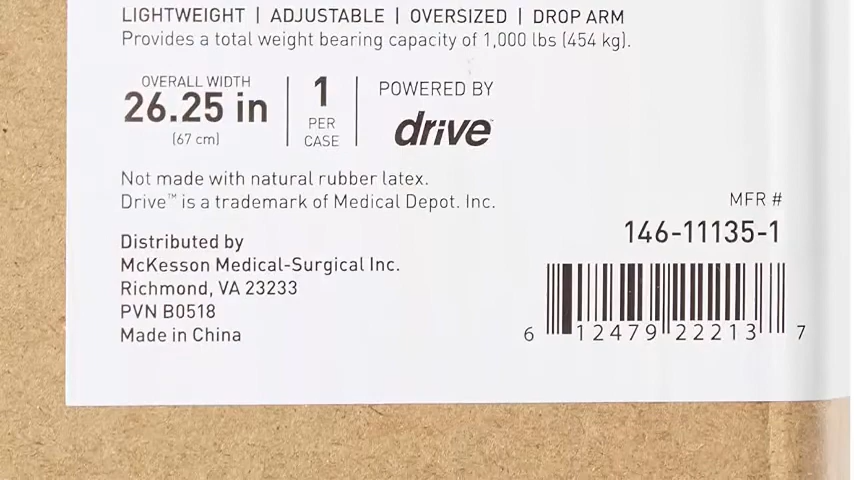 LIGHTWEIGHT | ADJUSTABLE | OVERSIZED | DROP ARM
Provides a total weight bearing capacity of 1,000 lbs (454 kg).
OVERALL WIDTH
26.25 in
(67 cm)
1
PER
CASE
POWERED BY
drive™
Not made with natural rubber latex.
Drive™ is a trademark of Medical Depot. Inc.
Distributed by
McKesson Medical-Surgical Inc.
Richmond, VA 23233
PVN B0518
Made in China
MFR #
146-11135-1
6 12479 22213 7